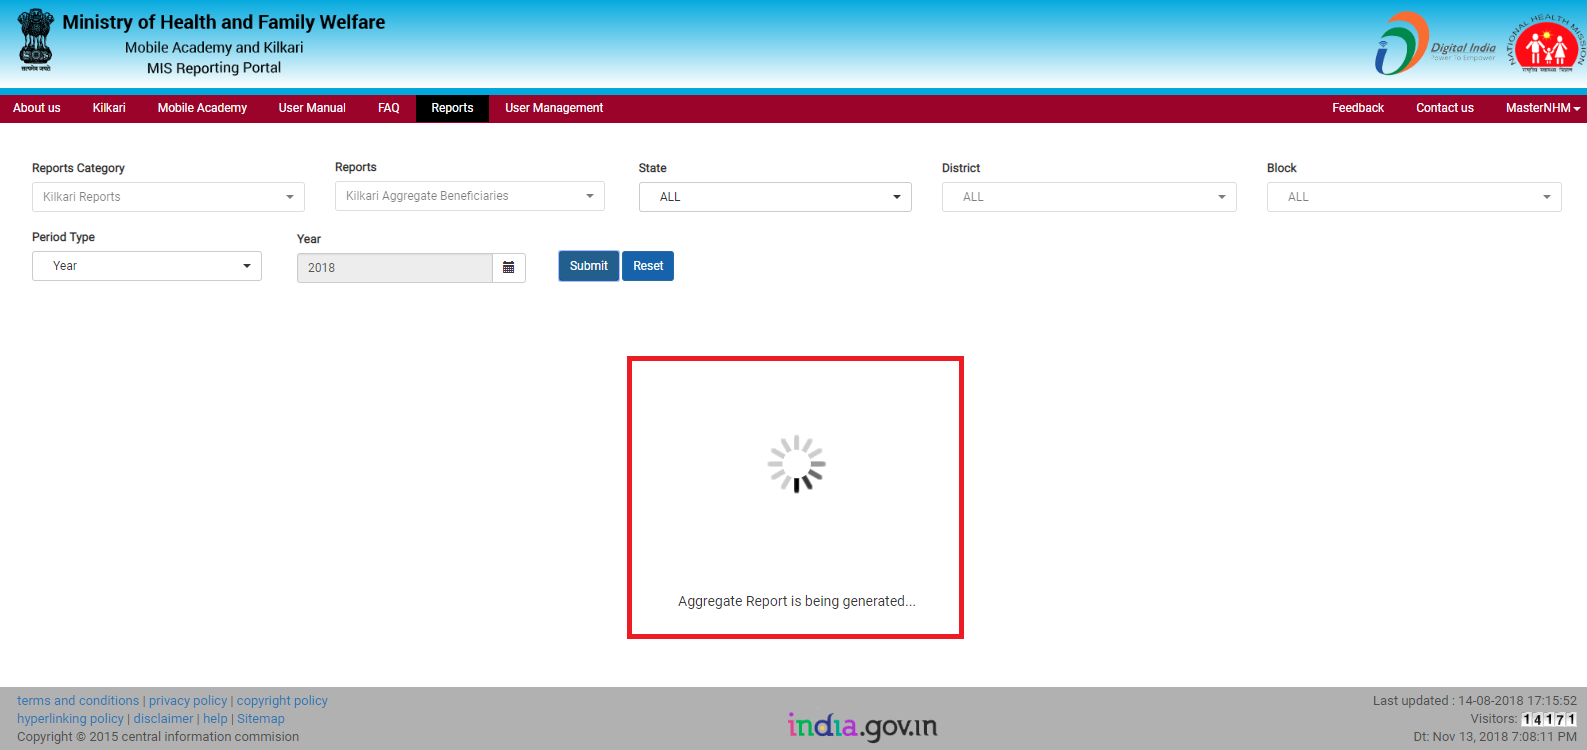 Ministry of Health and Family Welfare
Mobile Academy and Kilkari
MIS Reporting Portal
सत्यमेव जयते
Digital India
Power To Empower
NATIONAL HEALTH MISSION
राष्ट्रीय स्वास्थ्य मिशन
About us Kilkari Mobile Academy User Manual FAQ Reports User Management Feedback Contact us MasterNHM
Reports Category Reports State District Block
Kilkari Reports Kilkari Aggregate Beneficiaries ALL ALL ALL
Period Type Year
Year 2018 Submit Reset
Aggregate Report is being generated...
terms and conditions | privacy policy | copyright policy
hyperlinking policy | disclaimer | help | Sitemap
Copyright © 2015 central information commision
india.gov.in
Last updated : 14-08-2018 17:15:52
Visitors: 14171
Dt: Nov 13, 2018 7:08:11 PM